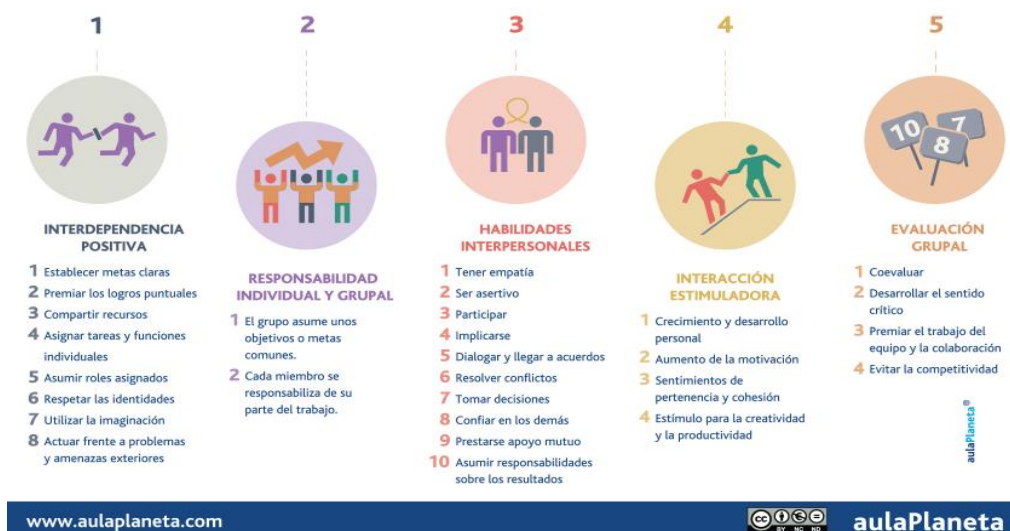 1
INTERDEPENDENCIA
POSITIVA
1 Establecer metas claras
2 Premiar los logros puntuales
3 Compartir recursos
4 Asignar tareas y funciones
individuales
5 Asumir roles asignados
6 Respetar las identidades
7 Utilizar la imaginación
8 Actuar frente a problemas
y amenazas exteriores
2
RESPONSABILIDAD
INDIVIDUAL Y GRUPAL
1 El grupo asume unos
objetivos o metas
comunes.
2 Cada miembro se
responsabiliza de su
parte del trabajo.
3
HABILIDADES
INTERPERSONALES
1 Tener empatía
2 Ser asertivo
3 Participar
4 Implicarse
5 Dialogar y llegar a acuerdos
6 Resolver conflictos
7 Tomar decisiones
8 Confiar en los demás
9 Prestarse apoyo mutuo
10 Asumir responsabilidades
sobre los resultados
4
INTERACCIÓN
ESTIMULADORA
1 Crecimiento y desarrollo
personal
2 Aumento de la motivación
3 Sentimientos de
pertenencia y cohesión
4 Estímulo para la creatividad
y la productividad
5
10
7
8
EVALUACIÓN
GRUPAL
1 Coevaluar
2 Desarrollar el sentido
crítico
3 Premiar el trabajo del
equipo y la colaboración
4 Evitar la competitividad
aulaPlaneta©
www.aulaplaneta.com
cc
BY NC ND
aulaPlaneta